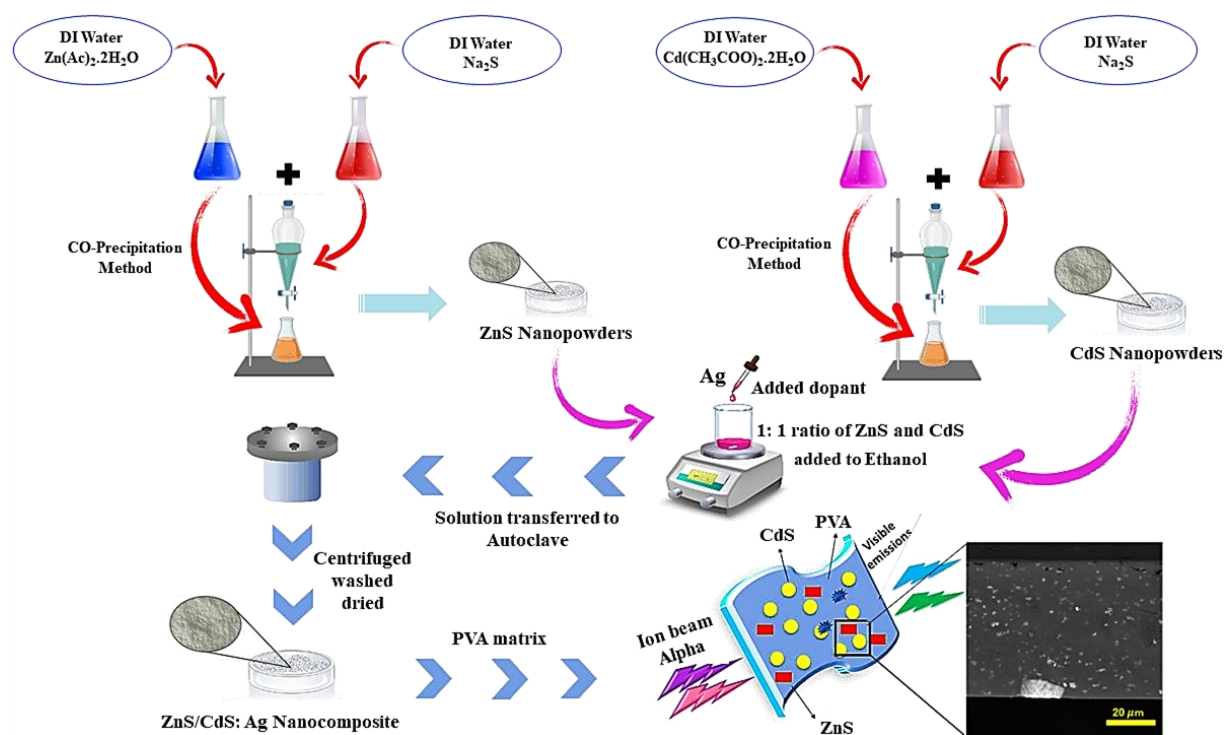 DI Water
Zn(Ac)₂.2H₂O
DI Water
Na₂S
DI Water
Cd(CH₃COO)₂.2H₂O
DI Water
Na₂S
CO-Precipitation
Method
ZnS Nanopowders
CO-Precipitation
Method
CdS Nanopowders
Ag
Added dopant
1: 1 ratio of ZnS and CdS
added to Ethanol
Solution transferred to
Autoclave
Centrifuged
washed
dried
ZnS/CdS: Ag Nanocomposite
PVA matrix
CdS
PVA
Visible
emissions
Ion beam
Alpha
ZnS
20 µm